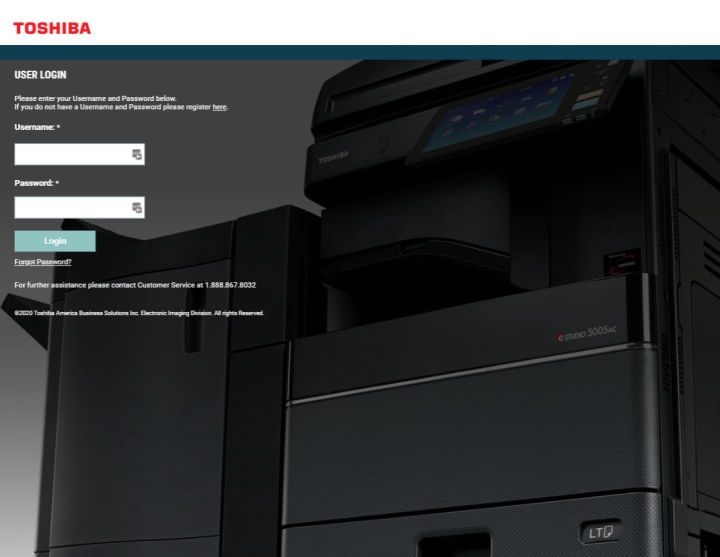 TOSHIBA
USER LOGIN
Please enter your Username and Password below.
If you do not have a Username and Password please register here.
Username: *
Password: *
Login
Forgot Password?
For further assistance please contact Customer Service at 1.888.867.8032
©2020 Toshiba America Business Solutions Inc. Electronic Imaging Division. All rights Reserved.
TOSHIBA
e STUDIO 5005AC
LT